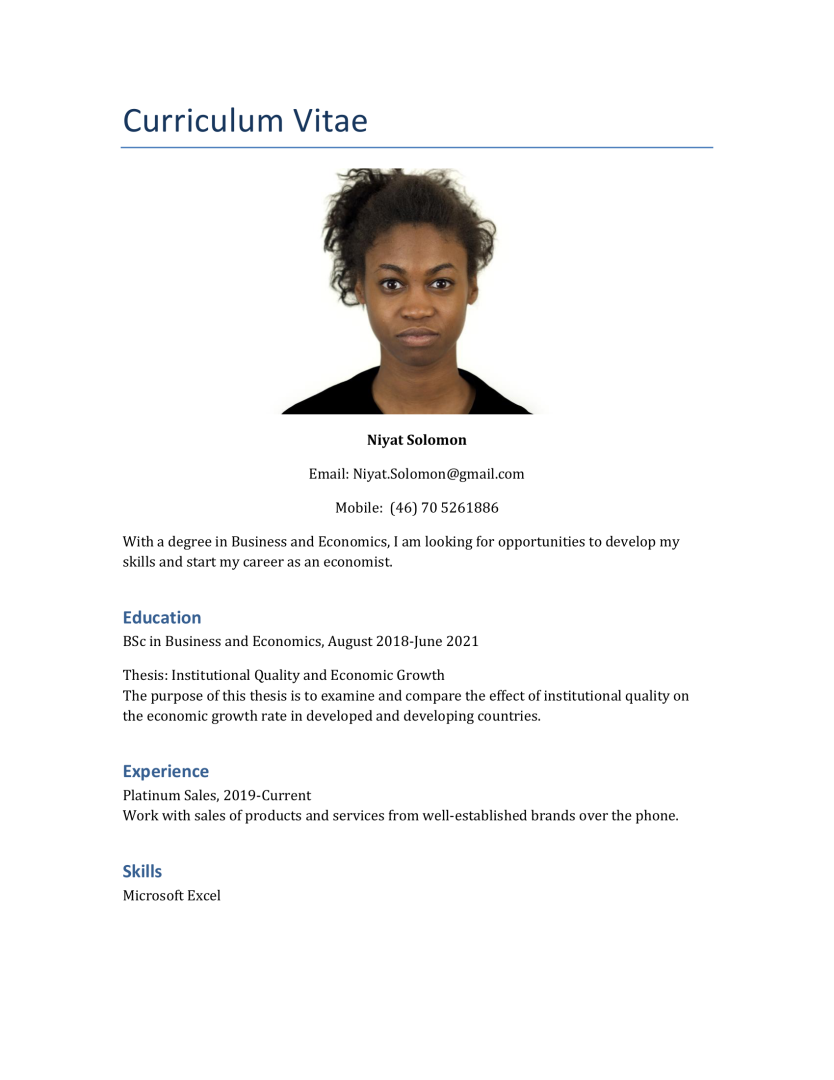 Curriculum Vitae
Niyat Solomon
Email: Niyat.Solomon@gmail.com
Mobile:  (46) 70 5261886
With a degree in Business and Economics, I am looking for opportunities to develop my
skills and start my career as an economist.
Education
BSc in Business and Economics, August 2018-June 2021
Thesis: Institutional Quality and Economic Growth
The purpose of this thesis is to examine and compare the effect of institutional quality on
the economic growth rate in developed and developing countries.
Experience
Platinum Sales, 2019-Current
Work with sales of products and services from well-established brands over the phone.
Skills
Microsoft Excel